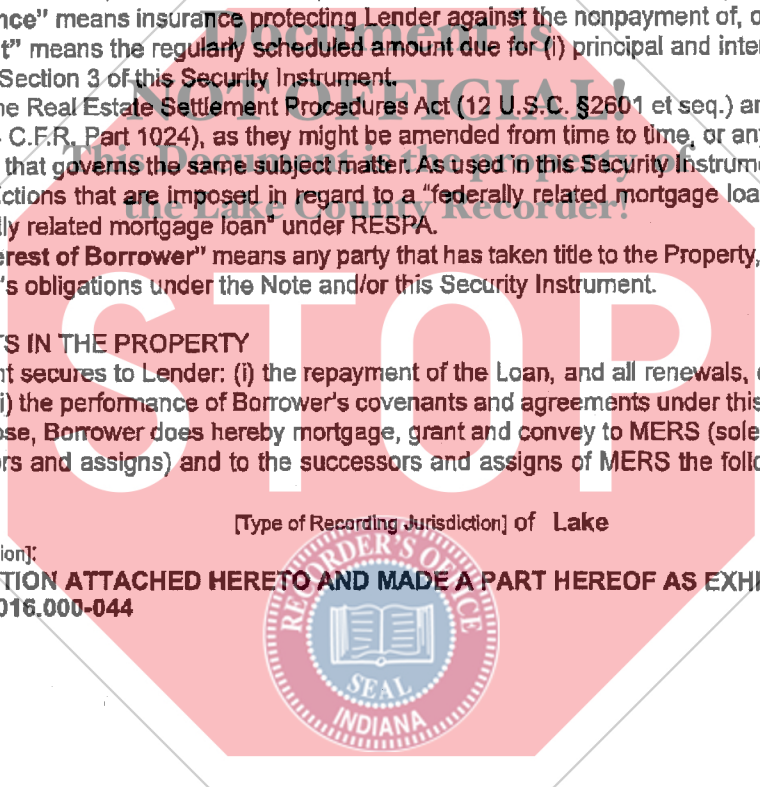 nce" means insurance protecting Lender against the nonpayment of, o
Document is
t" means the regularly scheduled amount due for (i) principal and inter
Section 3 of this Security Instrument.
NOT OFFICIAL!
ne Real Estate Settlement Procedures Act (12 U.S.C. §2601 et seq.) an
C.F.R. Part 1024), as they might be amended from time to time, or any
This Document is the property of
that governs the same subject matter. As used in this Security Instrume
ctions that are imposed in regard to a "federally related mortgage loa
the Lake County Recorder!
lly related mortgage loan" under RESPA.
erest of Borrower" means any party that has taken title to the Property,
's obligations under the Note and/or this Security Instrument.
STOP
TS IN THE PROPERTY
nt secures to Lender: (i) the repayment of the Loan, and all renewals,
i) the performance of Borrower's covenants and agreements under this
ose, Borrower does hereby mortgage, grant and convey to MERS (sole
ors and assigns) and to the successors and assigns of MERS the follo
[Type of Recording Jurisdiction] of Lake
ion]:
TION ATTACHED HERETO AND MADE A PART HEREOF AS EXHI
016.000-044
RECORDER'S OFFICE
SEAL
INDIANA